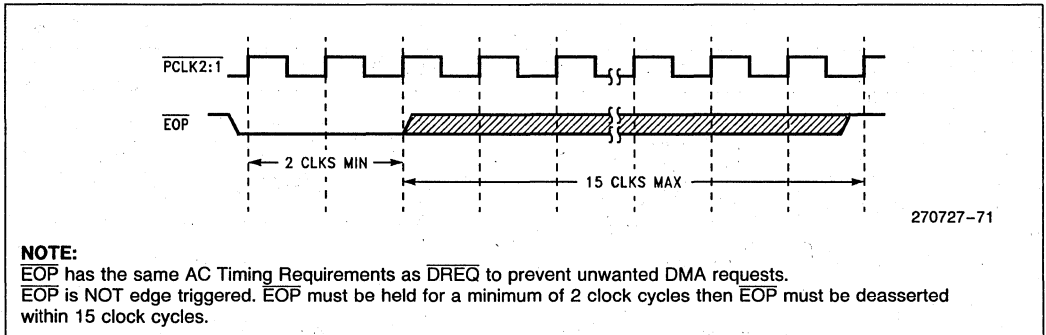 PCLK2:1
EOP
2 CLKS MIN
15 CLKS MAX
270727–71
NOTE:
EOP has the same AC Timing Requirements as DREQ to prevent unwanted DMA requests.
EOP is NOT edge triggered. EOP must be held for a minimum of 2 clock cycles then EOP must be deasserted
within 15 clock cycles.